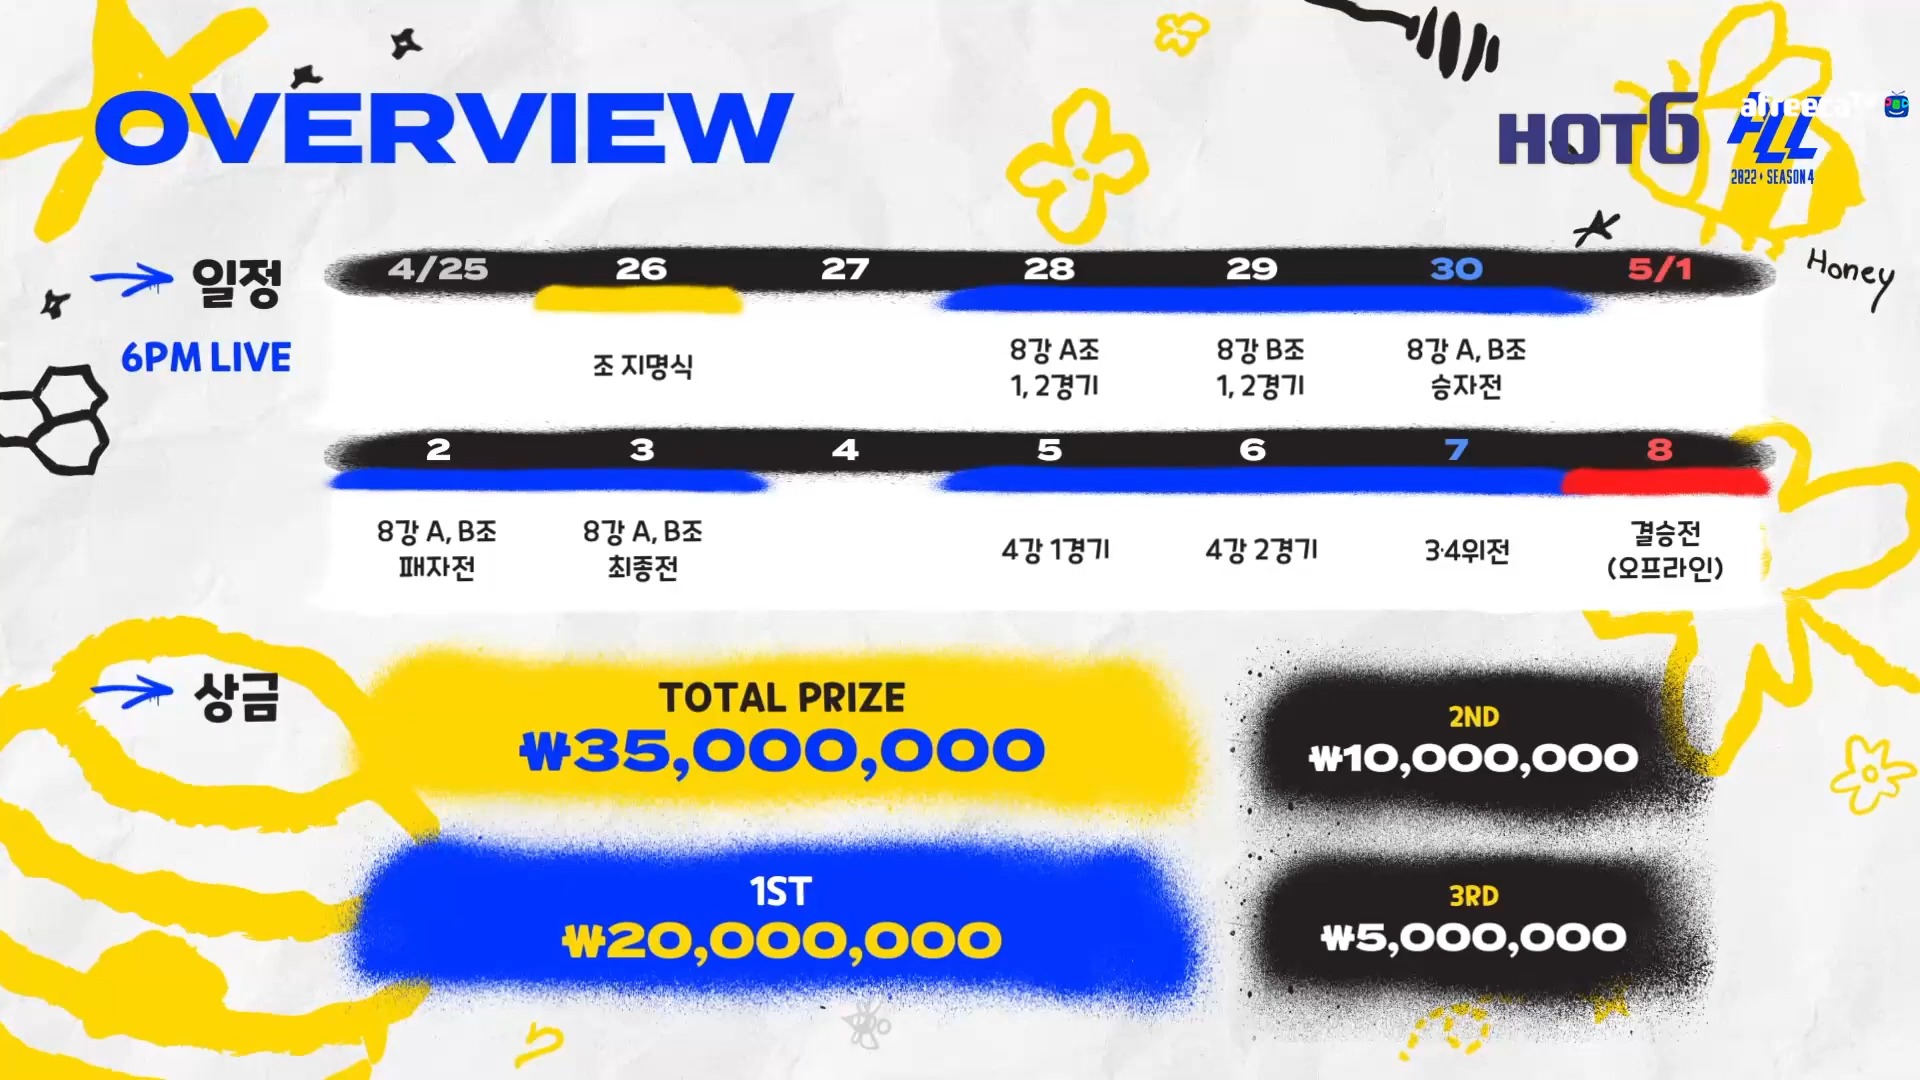 OVERVIEW
HOT6
afreeca
2022 • SEASON 4
Honey
일정
6PM LIVE
4/25 26 27 28 29 30 5/1
조 지명식
8강 A조
1, 2경기
8강 B조
1, 2경기
8강 A, B조
승자전
2 3 4 5 6 7 8
8강 A, B조
패자전
8강 A, B조
최종전
4강 1경기
4강 2경기
3·4위전
결승전
(오프라인)
상금
TOTAL PRIZE
₩35,000,000
1ST
₩20,000,000
2ND
₩10,000,000
3RD
₩5,000,000